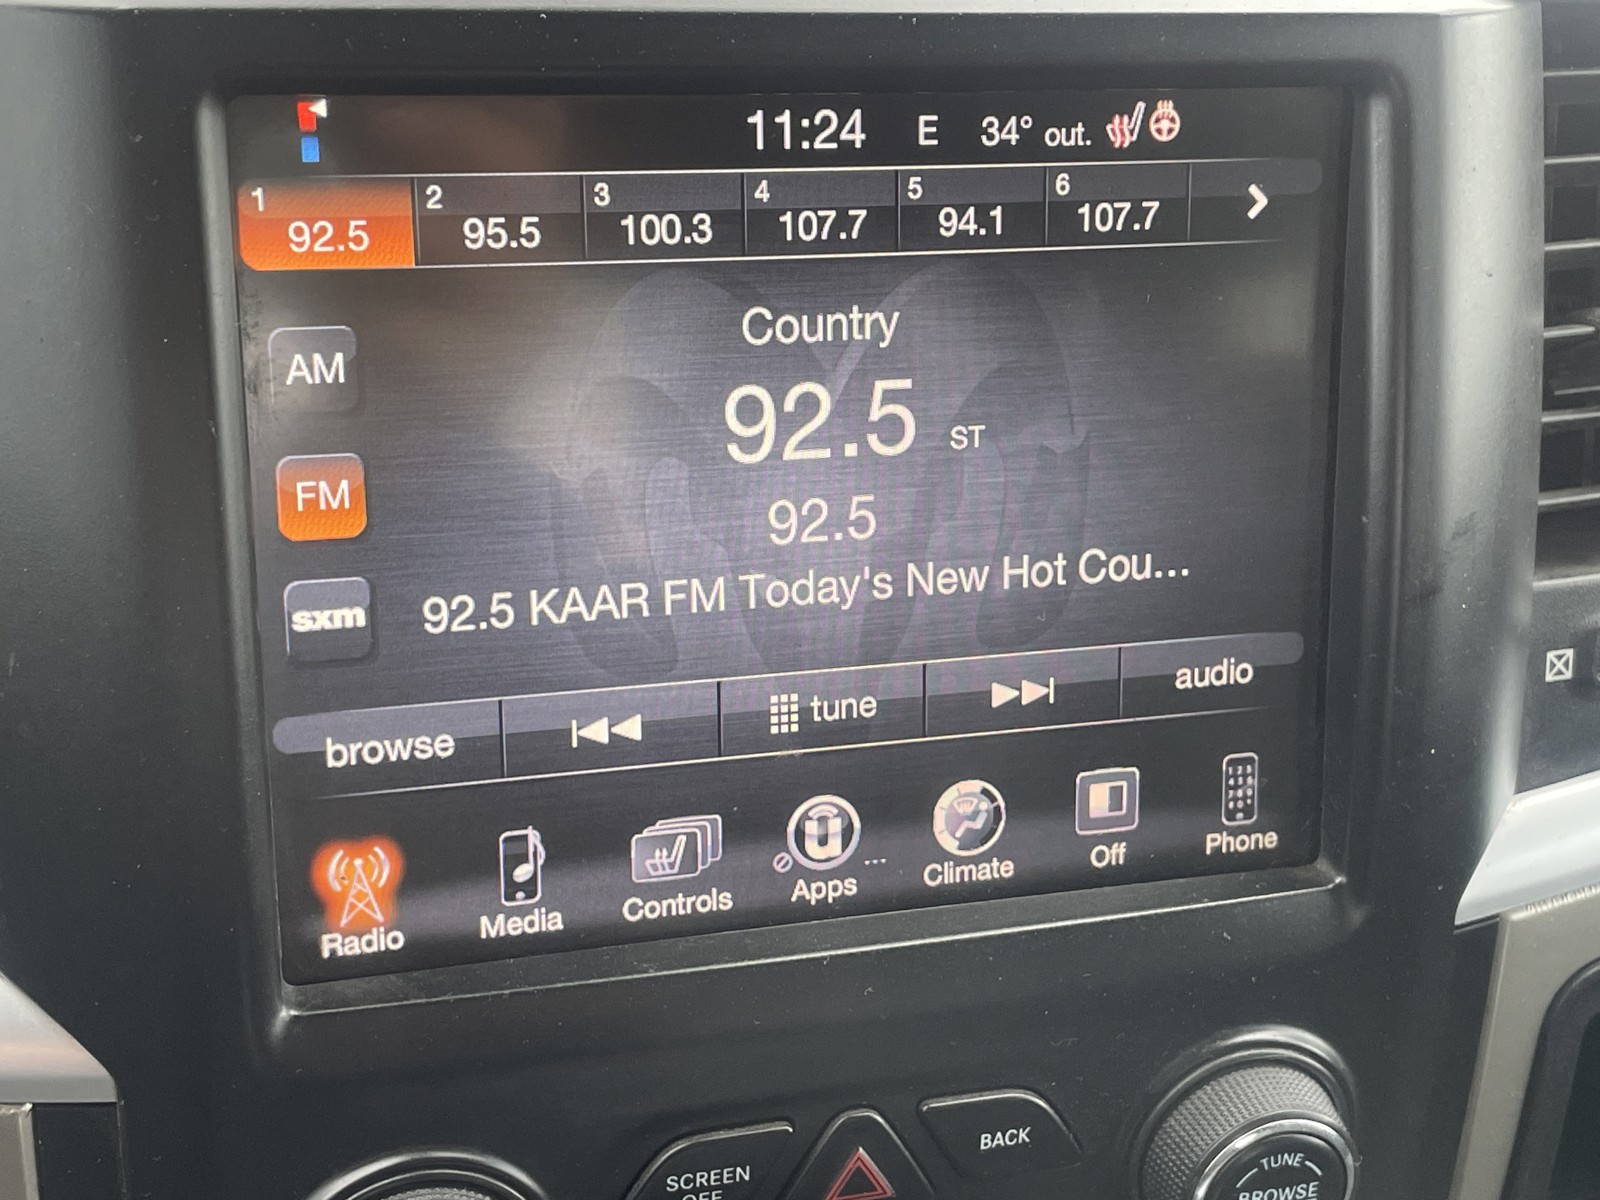 11:24 E 34° out.
1 92.5
2 95.5
3 100.3
4 107.7
5 94.1
6 107.7
Country
AM
92.5 ST
FM
92.5
sxm
92.5 KAAR FM Today's New Hot Cou...
browse
tune
audio
Radio
Media
Controls
Apps ...
Climate
Off
Phone
SCREEN
OFF
BACK
TUNE
BROWSE